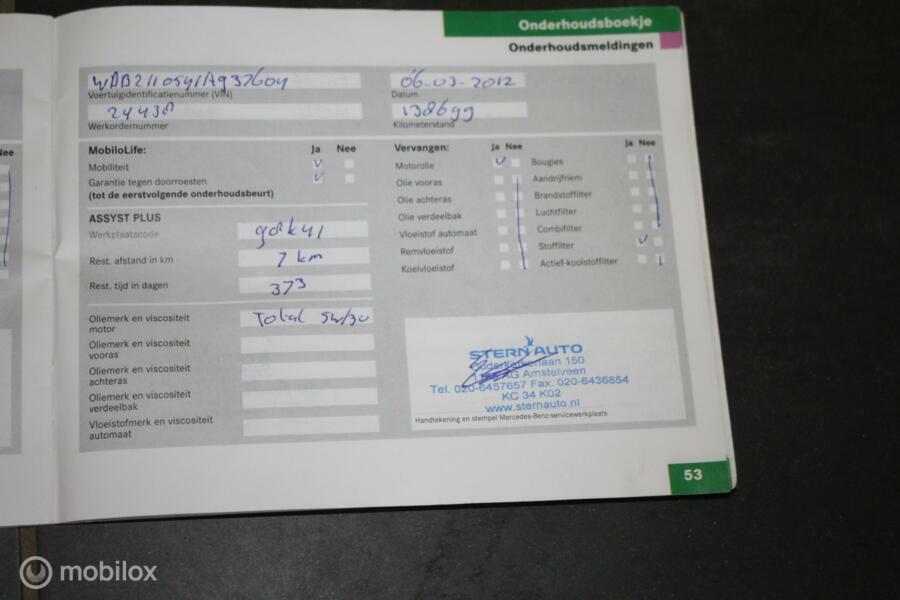 Onderhoudsboekje
Onderhoudsmeldingen
Nee
WDB2110541A937604 06-03-2012
Voertuigidentificatienummer (VIN) Datum
24438 138699
Werkordernummer Kilometerstand
MobiloLife: Ja Nee
Mobiliteit
Garantie tegen doorroesten
(tot de eerstvolgende onderhoudsbeurt)
ASSYST PLUS
Werkplaatscode
Rest. afstand in km 7 km
Rest. tijd in dagen 373
Oliemerk en viscositeit motor Total 5w/30
Oliemerk en viscositeit vooras
Oliemerk en viscositeit achteras
Oliemerk en viscositeit verdeelbak
Vloeistofmerk en viscositeit automaat
Vervangen: Ja Nee
Motorolie
Olie vooras
Olie achteras
Olie verdeelbak
Vloeistof automaat
Remvloeistof
Koelvloeistof
Ja Nee
Bougies
Aandrijfriem
Brandstoffilter
Luchtfilter
Combifilter
Stoffilter
Actief-koolstoffilter
STERN AUTO
Ouderkerkerlaan 150
AG Amstelveen
Tel. 020-6457657 Fax. 020-6436854
KC 34 K02
www.sternauto.nl
Handtekening en stempel Mercedes-Benz-servicewerkplaats
53
mobilox